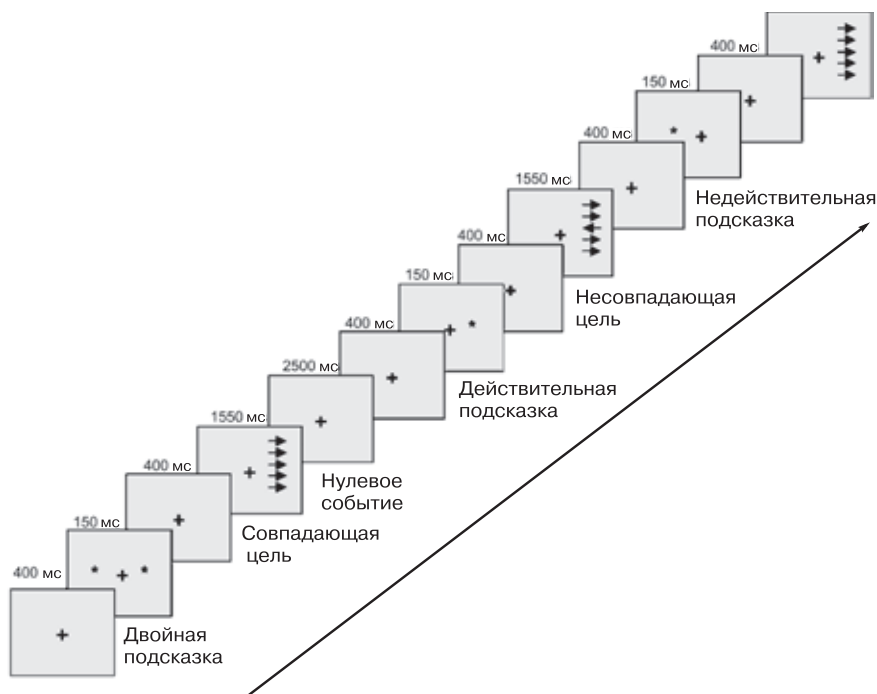 400 мс
150 мс
400 мс
1550 мс
Недействительная
подсказка
400 мс
150 мс
Несовпадающая
цель
400 мс
2500 мс
Действительная
подсказка
1550 мс
400 мс
Нулевое
событие
150 мс
Совпадающая
цель
400 мс
Двойная
подсказка